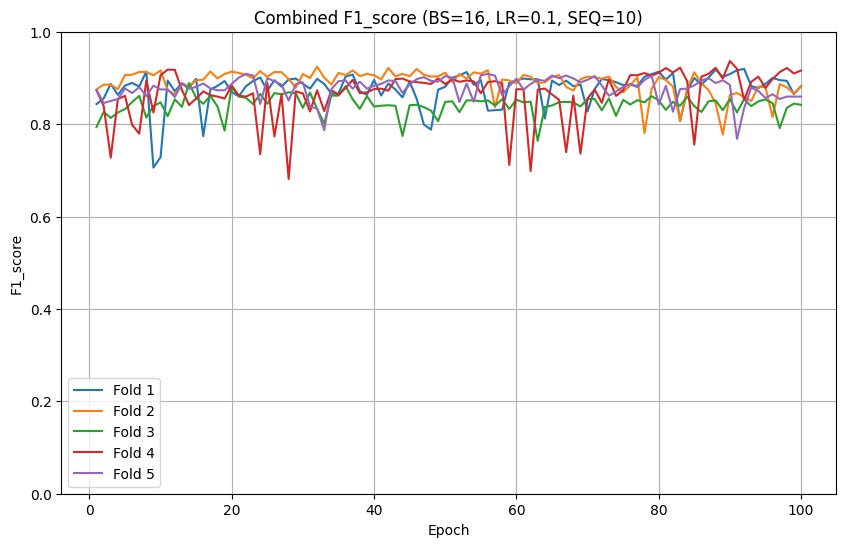 Combined F1_score (BS=16, LR=0.1, SEQ=10)
F1_score
1.0
0.8
0.6
0.4
0.2
0.0
Fold 1
Fold 2
Fold 3
Fold 4
Fold 5
0 20 40 60 80 100
Epoch